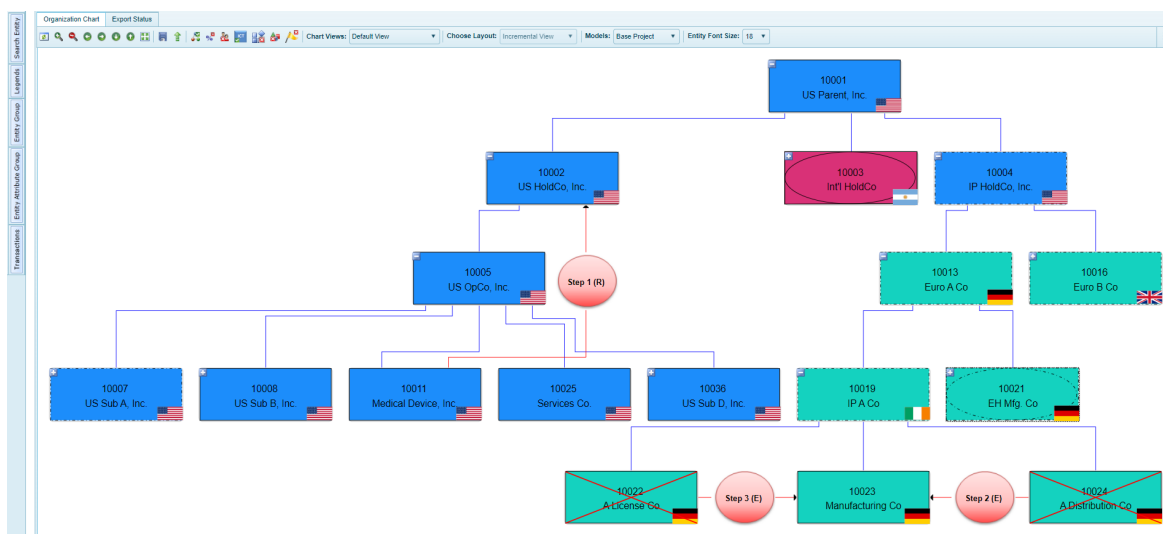 Organization Chart Export Status
Chart Views: Default View Choose Layout: Incremental View Models: Base Project Entity Font Size: 18
Search Entity
Legends
Entity Group
Entity Attribute Group
Transactions
10001
US Parent, Inc.
10002
US HoldCo, Inc.
10003
Int'l HoldCo
10004
IP HoldCo, Inc.
10005
US OpCo, Inc.
Step 1 (R)
10013
Euro A Co
10016
Euro B Co
10007
US Sub A, Inc.
10008
US Sub B, Inc.
10011
Medical Device, Inc.
10025
Services Co.
10036
US Sub D, Inc.
10019
IP A Co
10021
EH Mfg. Co
10022
A License Co
Step 3 (E)
10023
Manufacturing Co
Step 2 (E)
10024
A Distribution Co